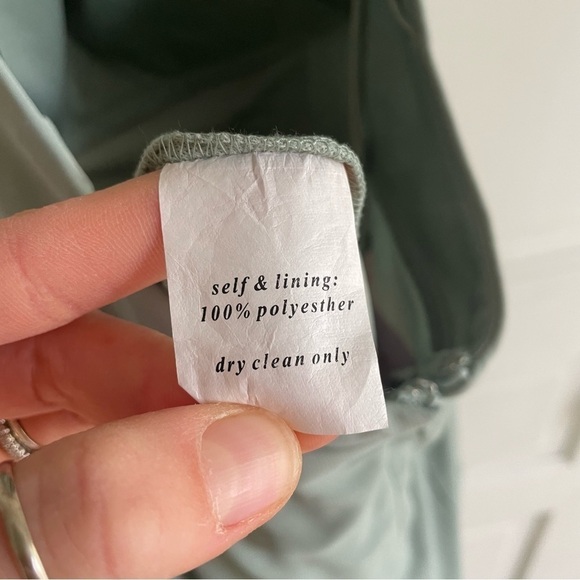 self & lining:
100% polyesther
dry clean only